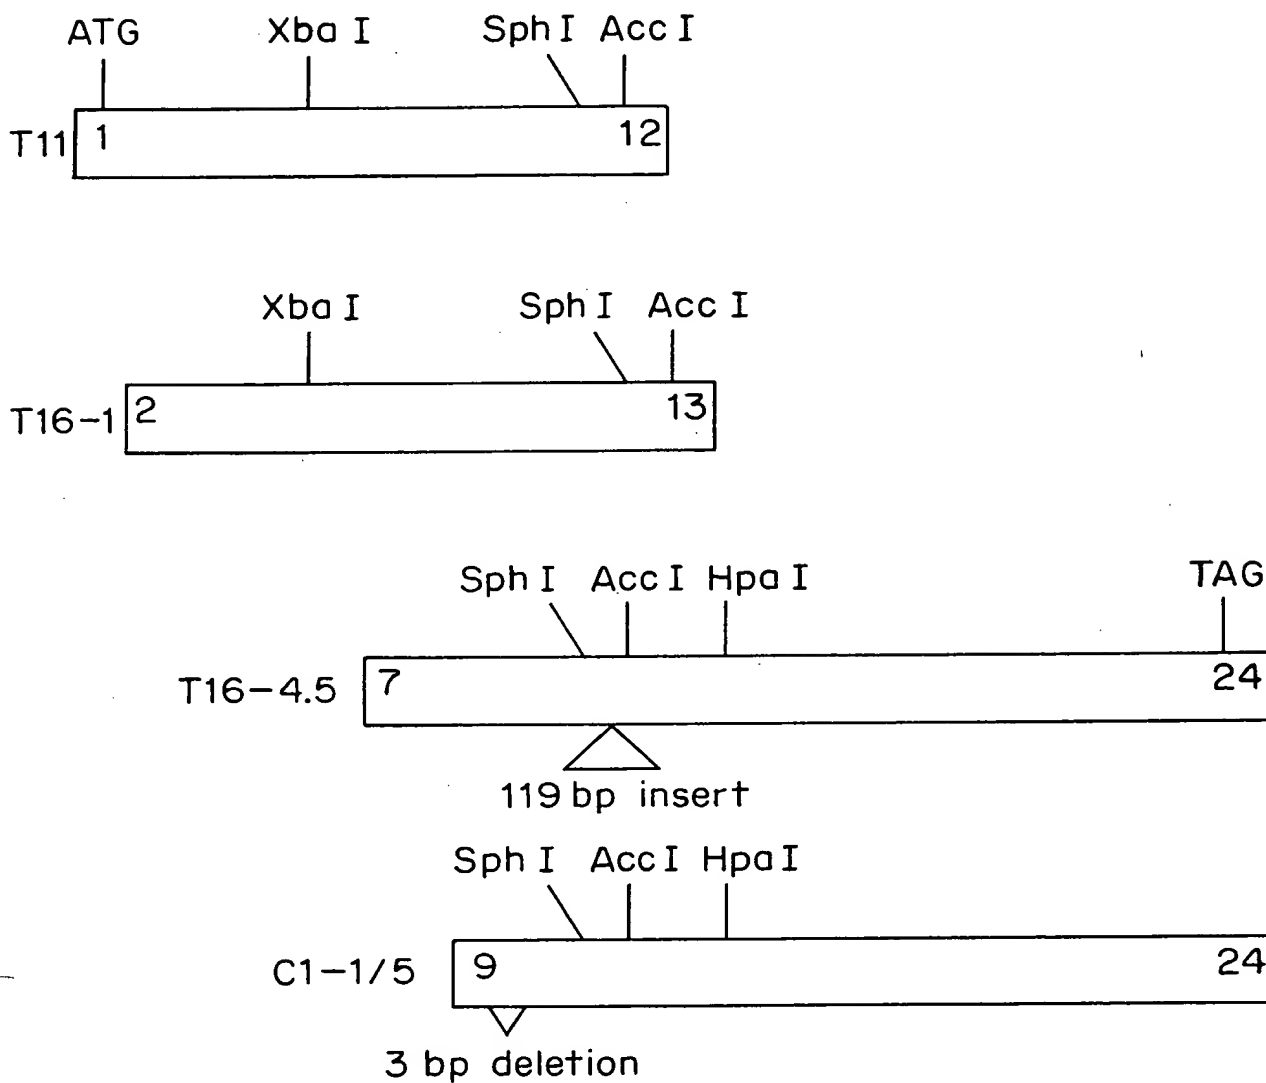 ATG Xba I Sph I Acc I
T11 1 12
Xba I Sph I Acc I
T16-1 2 13
Sph I Acc I Hpa I TAG
T16-4.5 7 24
119 bp insert
Sph I Acc I Hpa I
C1-1/5 9 24
3 bp deletion